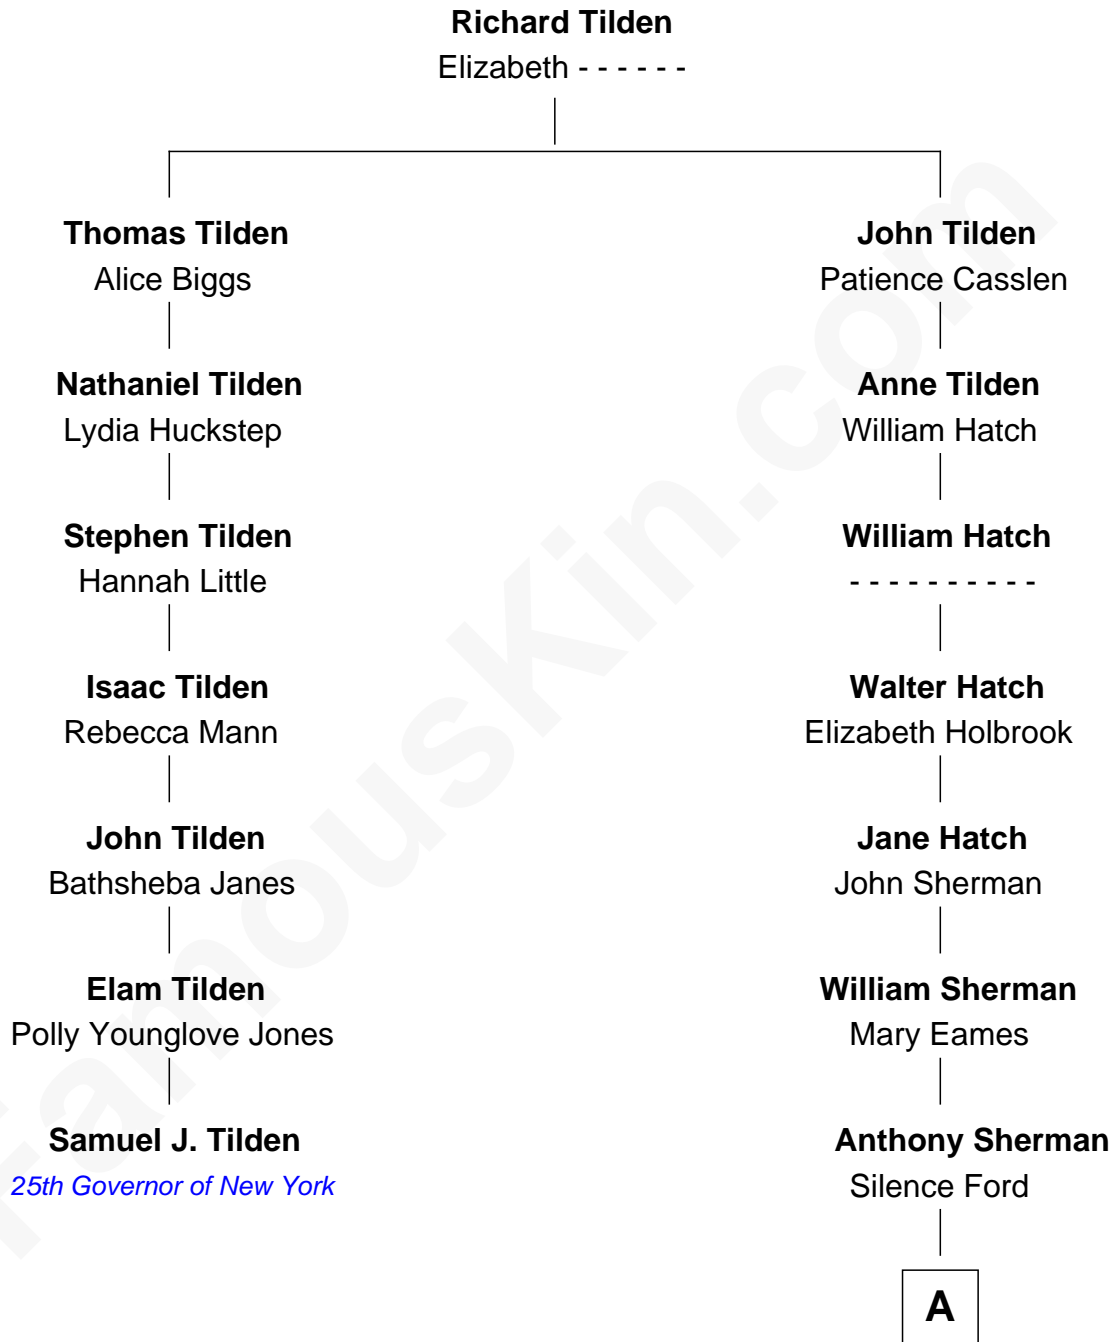 Richard Tilden
Elizabeth - - - - - -
Thomas Tilden
Alice Biggs
Nathaniel Tilden
Lydia Huckstep
Stephen Tilden
Hannah Little
Isaac Tilden
Rebecca Mann
John Tilden
Bathsheba Janes
Elam Tilden
Polly Younglove Jones
Samuel J. Tilden
25th Governor of New York
John Tilden
Patience Casslen
Anne Tilden
William Hatch
William Hatch
- - - - - - - - - -
Walter Hatch
Elizabeth Holbrook
Jane Hatch
John Sherman
William Sherman
Mary Eames
Anthony Sherman
Silence Ford
A
FamousKin.com